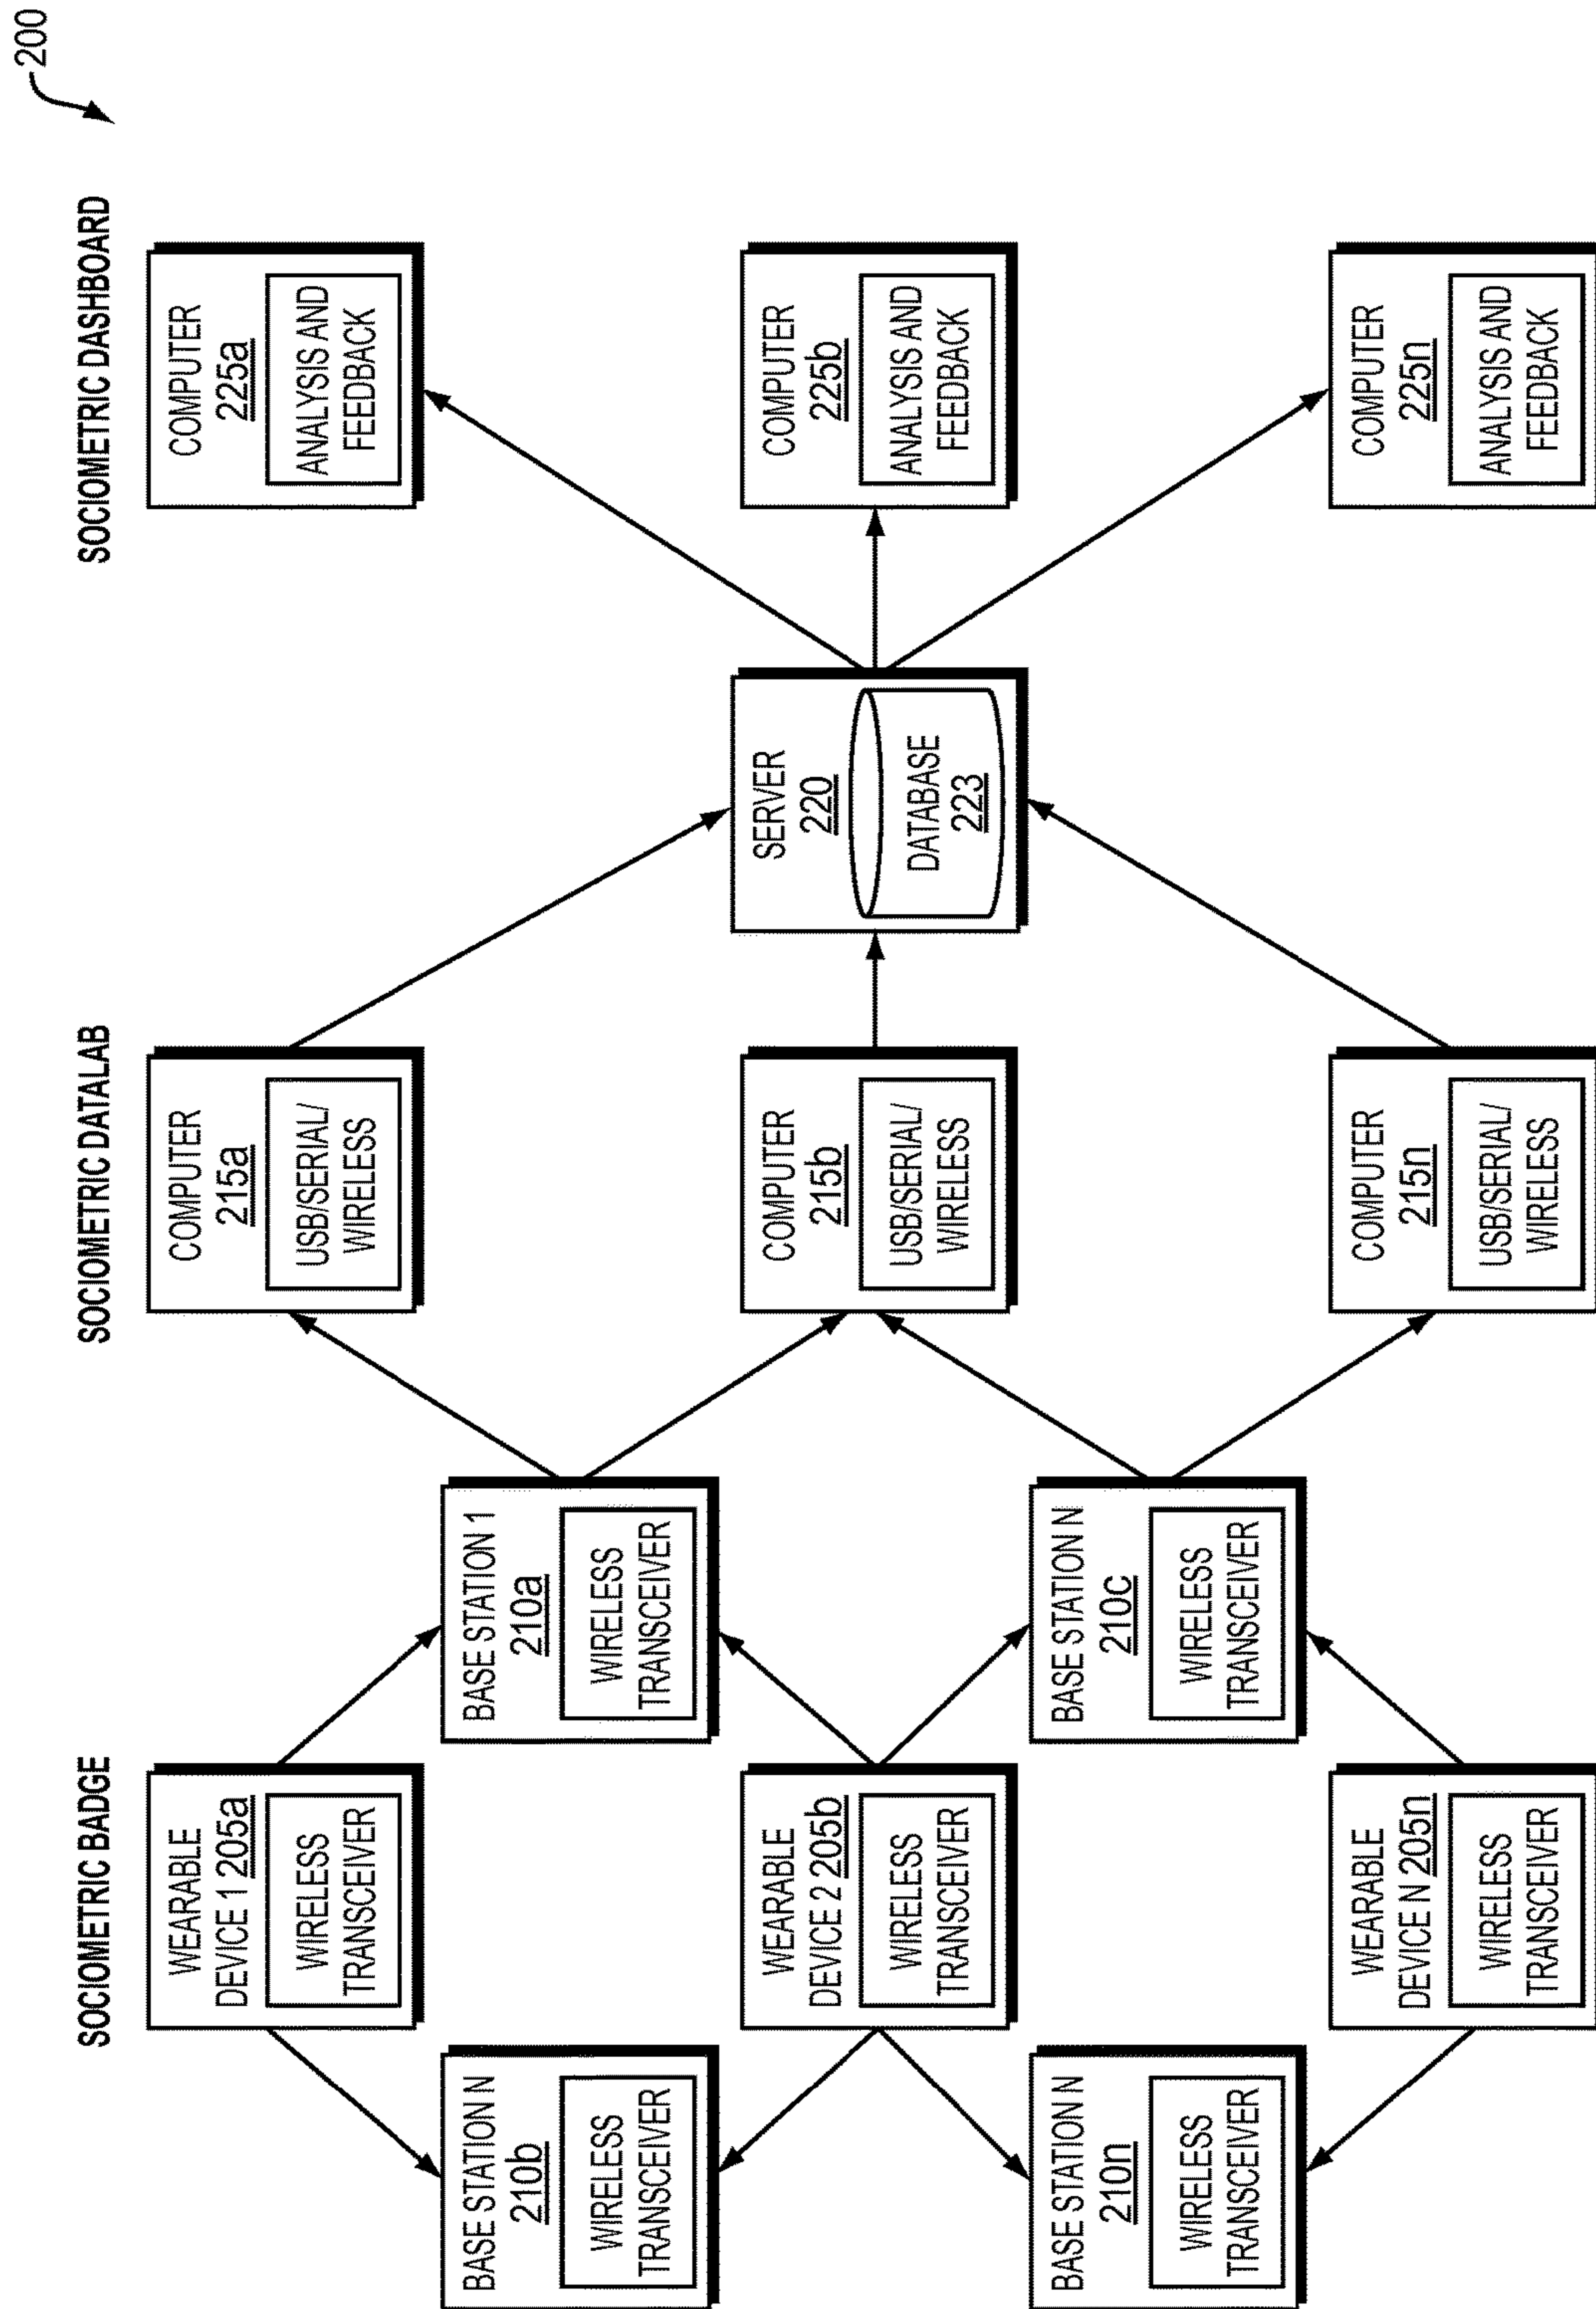 200
SOCIOMETRIC BADGE
SOCIOMETRIC DATALAB
SOCIOMETRIC DASHBOARD
WEARABLE
DEVICE 1 205a
WIRELESS
TRANSCEIVER
COMPUTER
215a
USB/SERIAL/
WIRELESS
COMPUTER
225a
ANALYSIS AND
FEEDBACK
BASE STATION N
210b
WIRELESS
TRANSCEIVER
BASE STATION 1
210a
WIRELESS
TRANSCEIVER
WEARABLE
DEVICE 2 205b
WIRELESS
TRANSCEIVER
COMPUTER
215b
USB/SERIAL/
WIRELESS
SERVER
220
DATABASE
223
COMPUTER
225b
ANALYSIS AND
FEEDBACK
BASE STATION N
210n
WIRELESS
TRANSCEIVER
BASE STATION N
210c
WIRELESS
TRANSCEIVER
WEARABLE
DEVICE N 205n
WIRELESS
TRANSCEIVER
COMPUTER
215n
USB/SERIAL/
WIRELESS
COMPUTER
225n
ANALYSIS AND
FEEDBACK